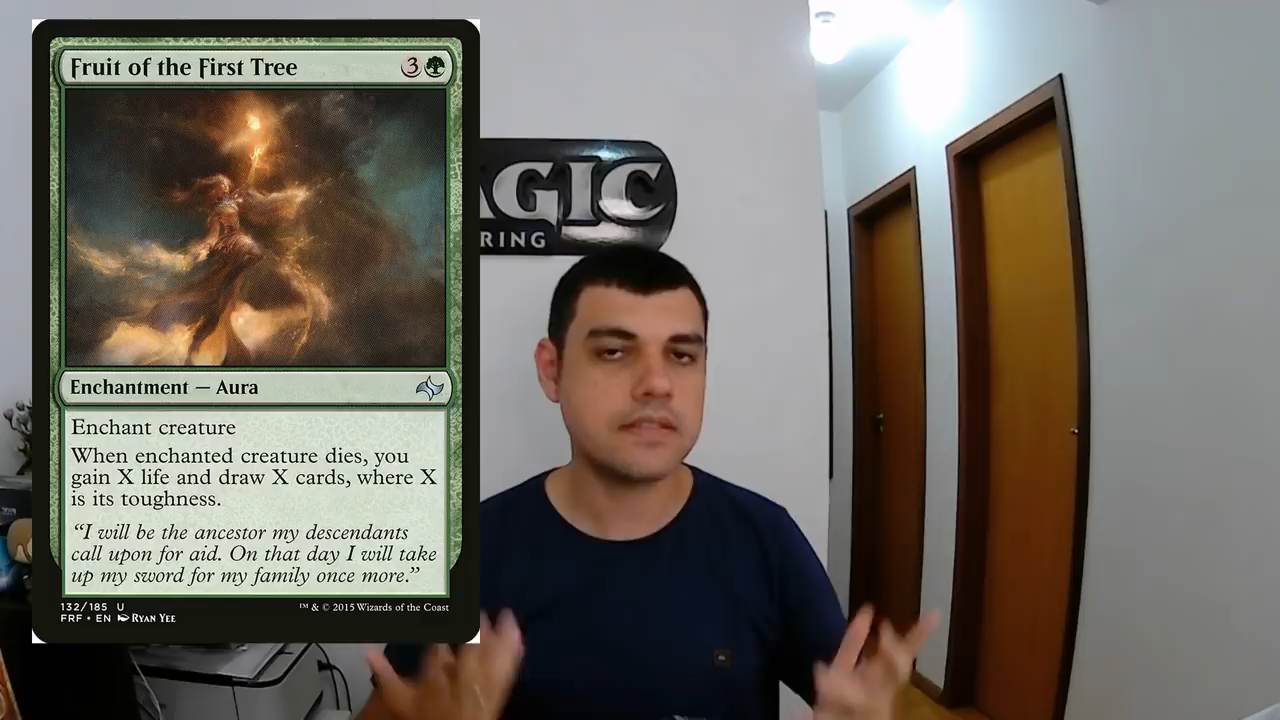 Fruit of the First Tree 3
Enchantment — Aura
Enchant creature
When enchanted creature dies, you
gain X life and draw X cards, where X
is its toughness.
“I will be the ancestor my descendants
call upon for aid. On that day I will take
up my sword for my family once more.”
132/185 U
FRF • EN Ryan Yee
™ & © 2015 Wizards of the Coast
AGIC
RING